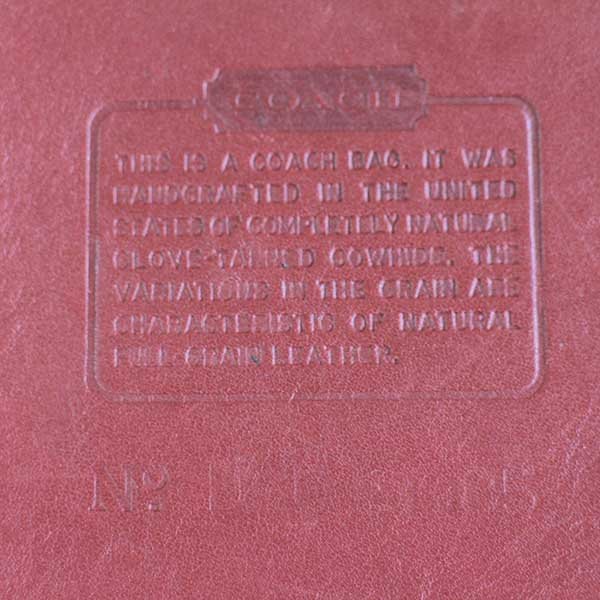 COACH
THIS IS A COACH BAG. IT WAS
HANDCRAFTED IN THE UNITED
STATES OF COMPLETELY NATURAL
GLOVE-TANNED COWHIDE. THE
VARIATIONS IN THE GRAIN ARE
CHARACTERISTIC OF NATURAL
FULL GRAIN LEATHER.
Nº